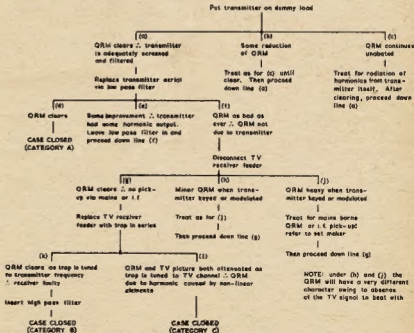 Put transmitter on dummy load
(a)
QRM clears ∴ transmitter
is adequately screened
and filtered
Replace transmitter aerial
via low pass filter
(b)
Some reduction
of QRM
Treat as for (c) until
clear. Then proceed
down line (a)
(c)
QRM continues
unabated
Treat for radiation of
harmonics from trans-
mitter itself. After
clearing, proceed down
line (a)
(d)
QRM clears
CASE CLOSED
(CATEGORY A)
(e)
Some improvement ∴ transmitter
had some harmonic output.
Leave low pass filter in and
proceed down line (f)
(f)
QRM as bad as
ever ∴ QRM not
due to transmitter
Disconnect TV
receiver feeder
(g)
QRM clears ∴ no pick-
up via mains or i.f.
Replace TV receiver
feeder with trap in series
(h)
Minor QRM when trans-
mitter keyed or modulated
Treat as for (j)
Then proceed down line (g)
(j)
QRM heavy when trans-
mitter keyed or modulated
Treat for mains borne
QRM or i.f. pick-up:
refer to set maker
Then proceed down line (g)
(k)
QRM clears as trap is tuned
to transmitter frequency
∴ receiver faulty
Insert high pass filter
CASE CLOSED
(CATEGORY B)
(l)
QRM and TV picture both attenuated as
trap is tuned to TV channel ∴ QRM
due to harmonic caused by non-linear
elements
CASE CLOSED
(CATEGORY C)
NOTE: under (h) and (j) the
QRM will have a very different
character owing to absence
of the TV signal to beat with